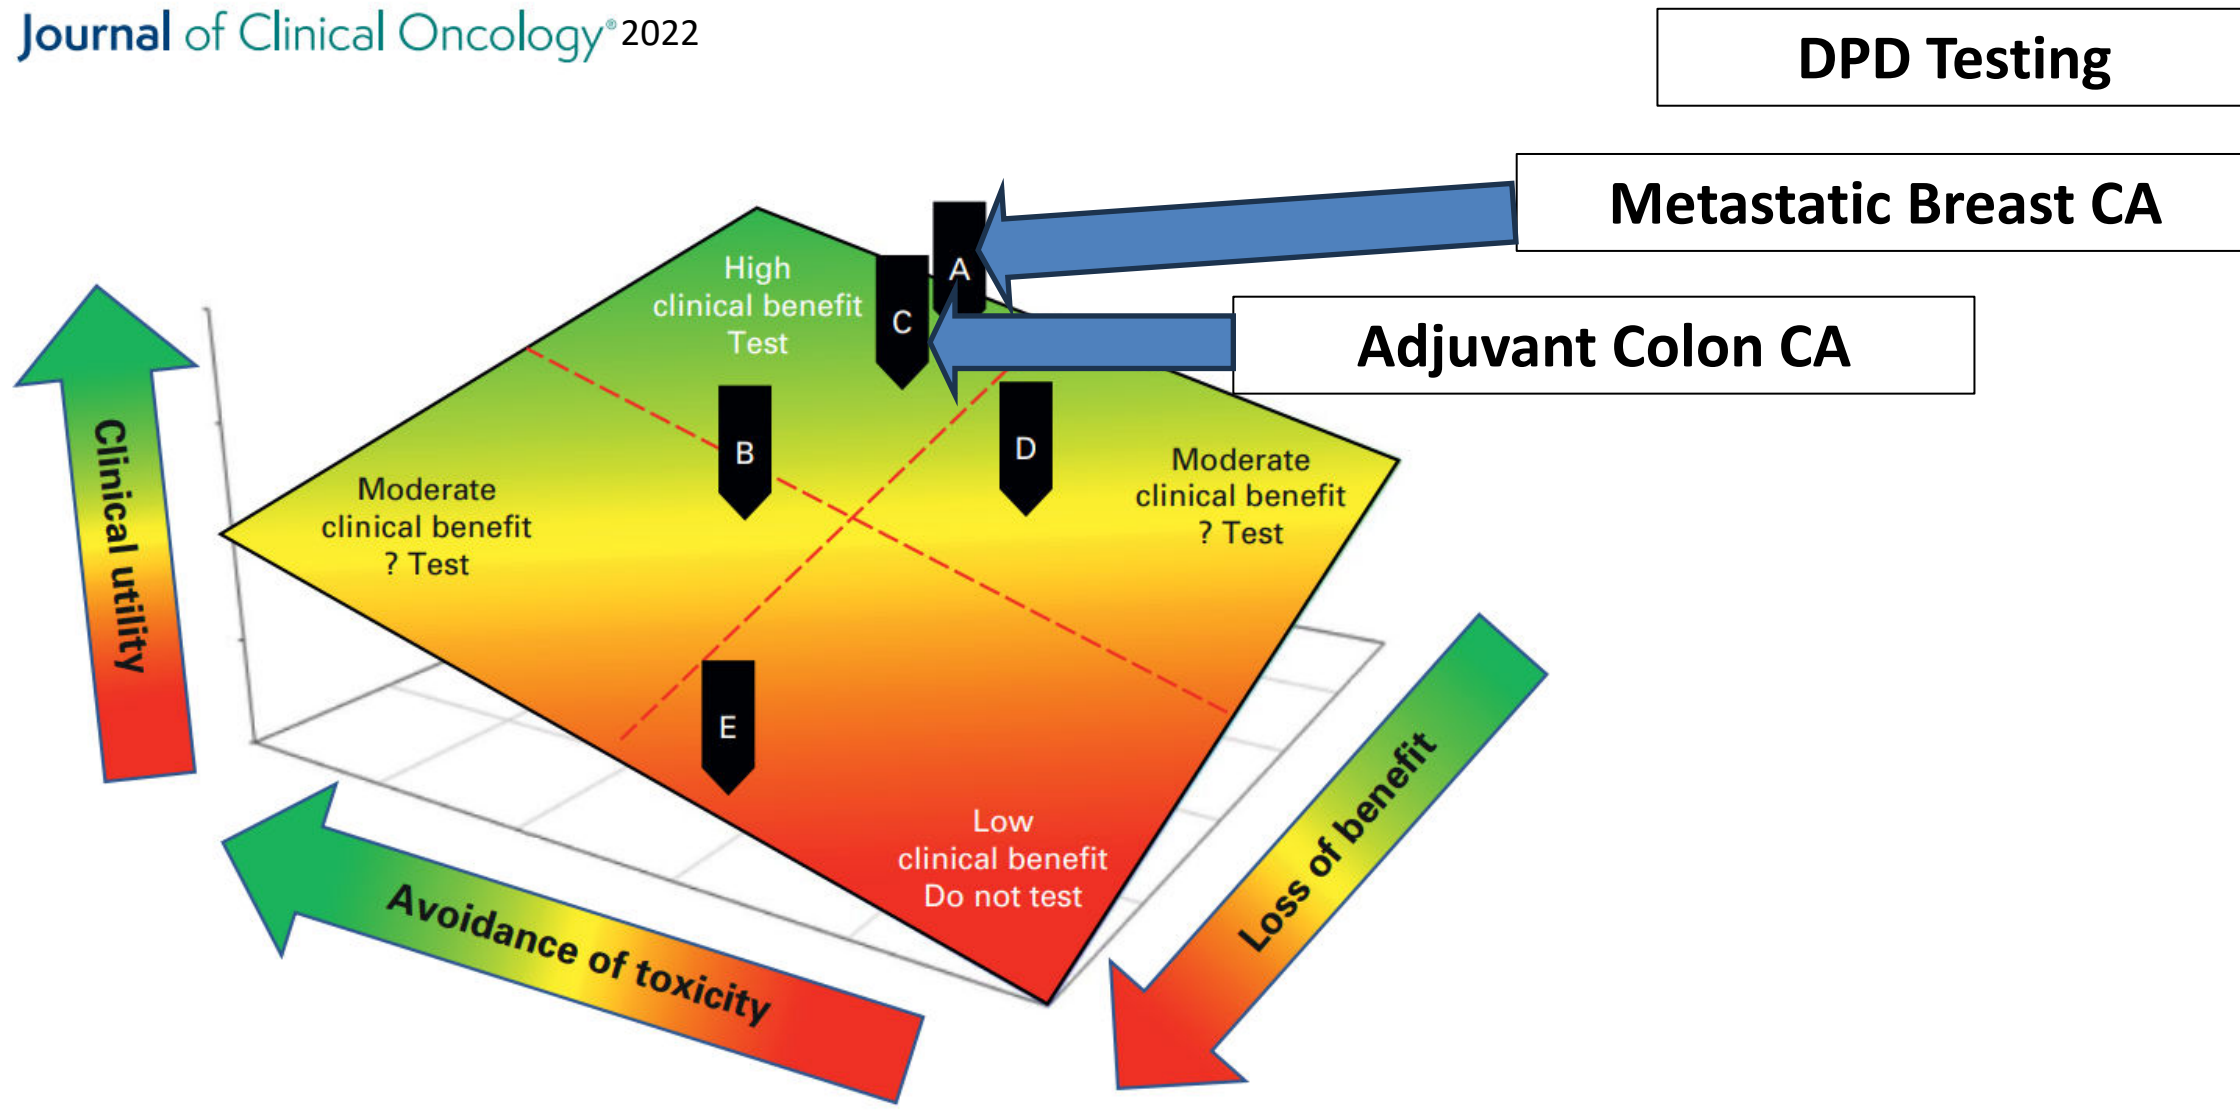 Journal of Clinical Oncology® 2022
DPD Testing
Metastatic Breast CA
Adjuvant Colon CA
A
C
B
D
E
High
clinical benefit
Test
Moderate
clinical benefit
? Test
Moderate
clinical benefit
? Test
Low
clinical benefit
Do not test
Clinical utility
Avoidance of toxicity
Loss of benefit